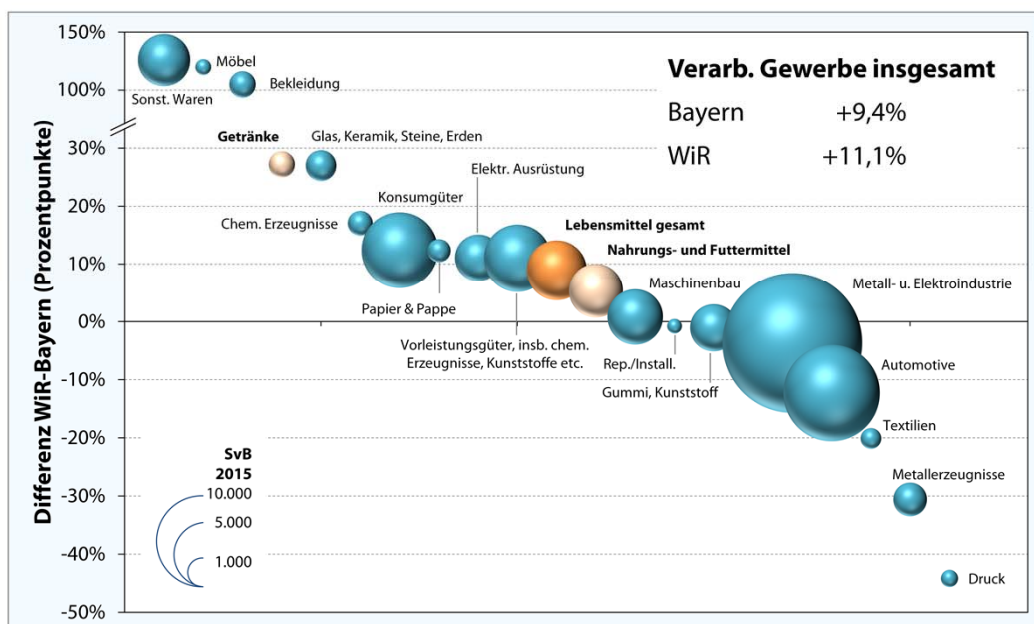 Differenz WiR-Bayern (Prozentpunkte)
150%
100%
30%
20%
10%
0%
-10%
-20%
-30%
-40%
-50%
Verarb. Gewerbe insgesamt
Bayern +9,4%
WiR +11,1%
Sonst. Waren
Möbel
Bekleidung
Getränke
Glas, Keramik, Steine, Erden
Chem. Erzeugnisse
Konsumgüter
Papier & Pappe
Elektr. Ausrüstung
Vorleistungsgüter, insb. chem.
Erzeugnisse, Kunststoffe etc.
Lebensmittel gesamt
Nahrungs- und Futtermittel
Maschinenbau
Rep./Install.
Gummi, Kunststoff
Metall- u. Elektroindustrie
Automotive
Textilien
Metallerzeugnisse
Druck
SvB
2015
10.000
5.000
1.000